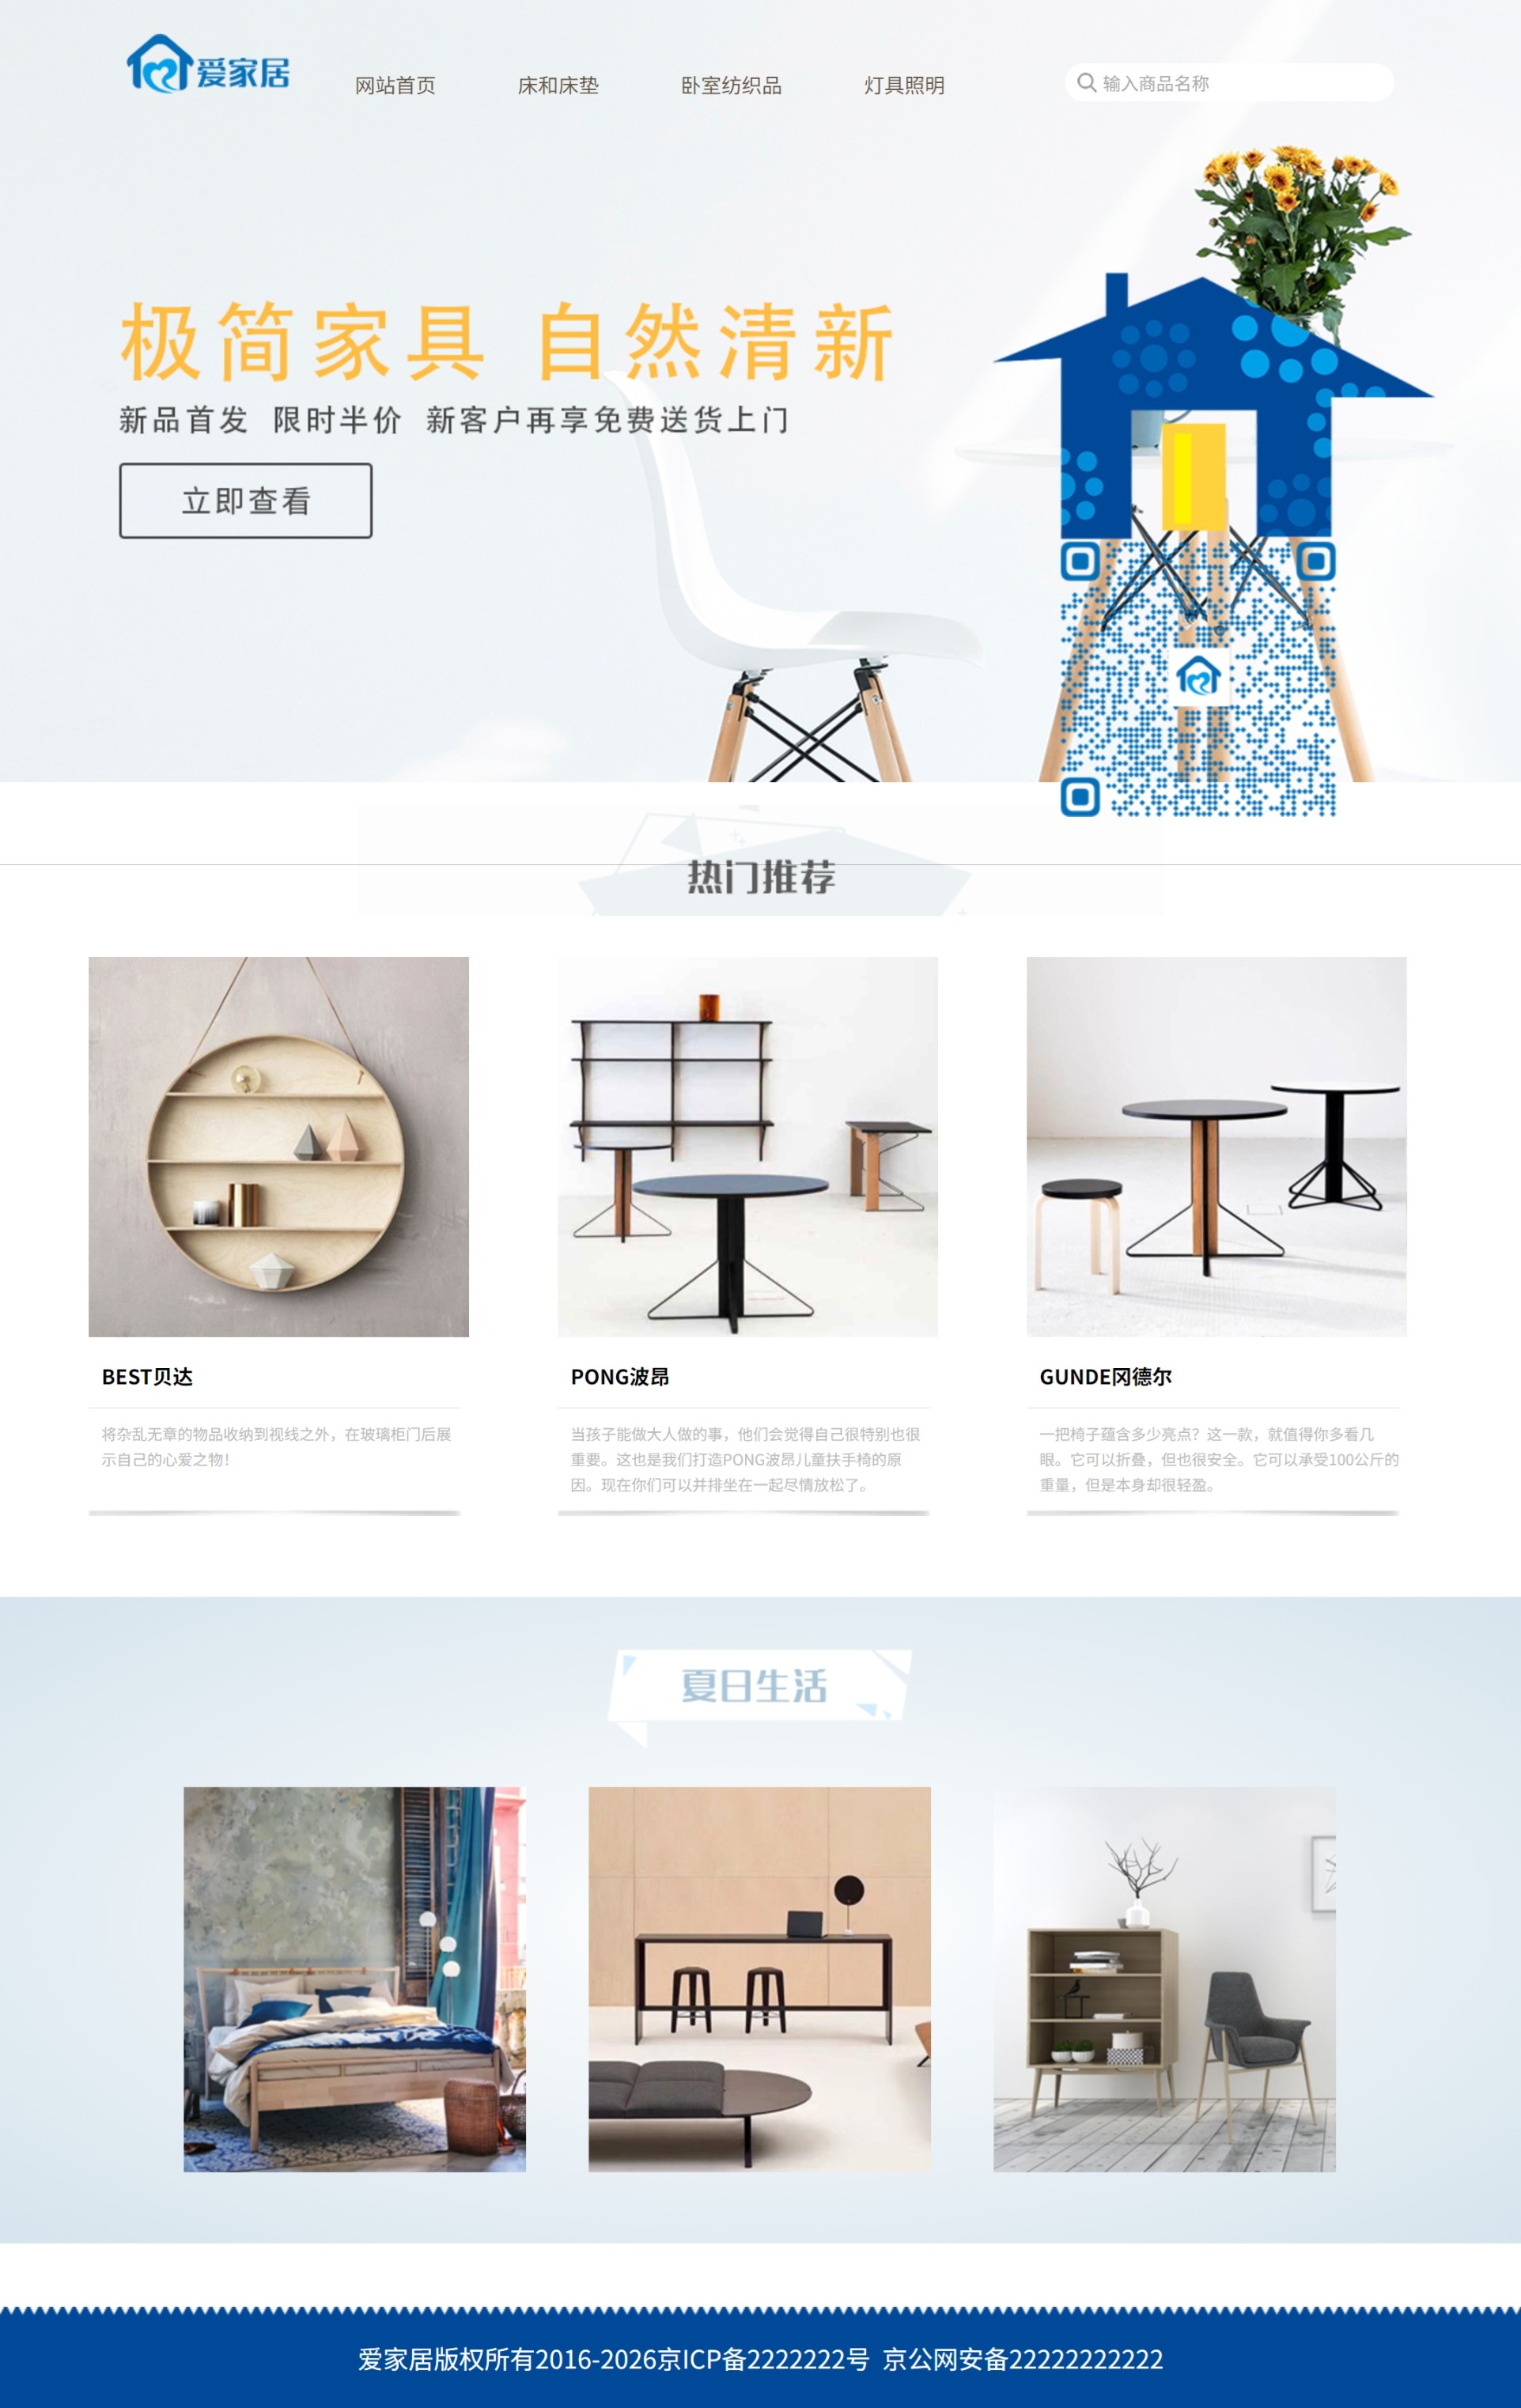 爱家居
网站首页
床和床垫
卧室纺织品
灯具照明
输入商品名称
极简家具 自然清新
新品首发 限时半价 新客户再享免费送货上门
立即查看
热门推荐
BEST贝达
将杂乱无章的物品收纳到视线之外，在玻璃柜门后展
示自己的心爱之物！
PONG波昂
当孩子能做大人做的事，他们会觉得自己很特别也很
重要。这也是我们打造PONG波昂儿童扶手椅的原
因。现在你们可以并排坐在一起尽情放松了。
GUNDE冈德尔
一把椅子蕴含多少亮点？这一款，就值得你多看几
眼。它可以折叠，但也很安全。它可以承受100公斤的
重量，但是本身却很轻盈。
夏日生活
爱家居版权所有2016-2026京ICP备2222222号 京公网安备22222222222